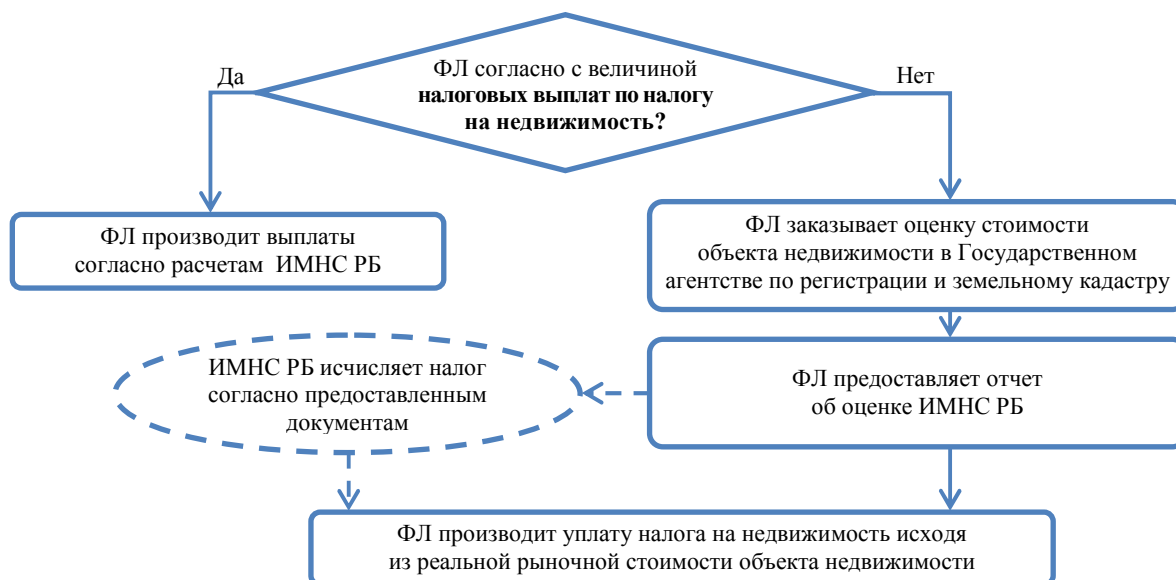 ФЛ согласно с величиной
налоговых выплат по налогу
на недвижимость?
Да
Нет
ФЛ производит выплаты
согласно расчетам ИМНС РБ
ФЛ заказывает оценку стоимости
объекта недвижимости в Государственном
агентстве по регистрации и земельному кадастру
ИМНС РБ исчисляет налог
согласно предоставленным
документам
ФЛ предоставляет отчет
об оценке ИМНС РБ
ФЛ производит уплату налога на недвижимость исходя
из реальной рыночной стоимости объекта недвижимости